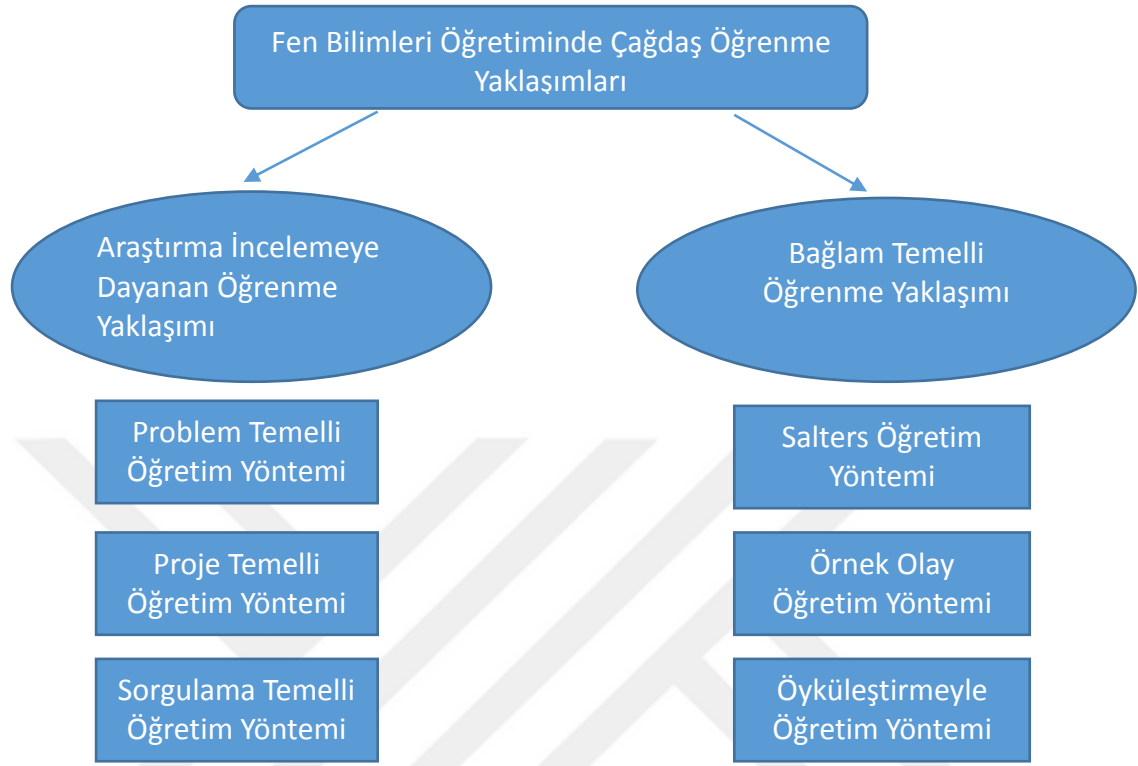 Fen Bilimleri Öğretiminde Çağdaş Öğrenme
Yaklaşımları
Araştırma İncelemeye
Dayanan Öğrenme
Yaklaşımı
Bağlam Temelli
Öğrenme Yaklaşımı
Problem Temelli
Öğretim Yöntemi
Salters Öğretim
Yöntemi
Proje Temelli
Öğretim Yöntemi
Örnek Olay
Öğretim Yöntemi
Sorgulama Temelli
Öğretim Yöntemi
Öyküleştirmeyle
Öğretim Yöntemi